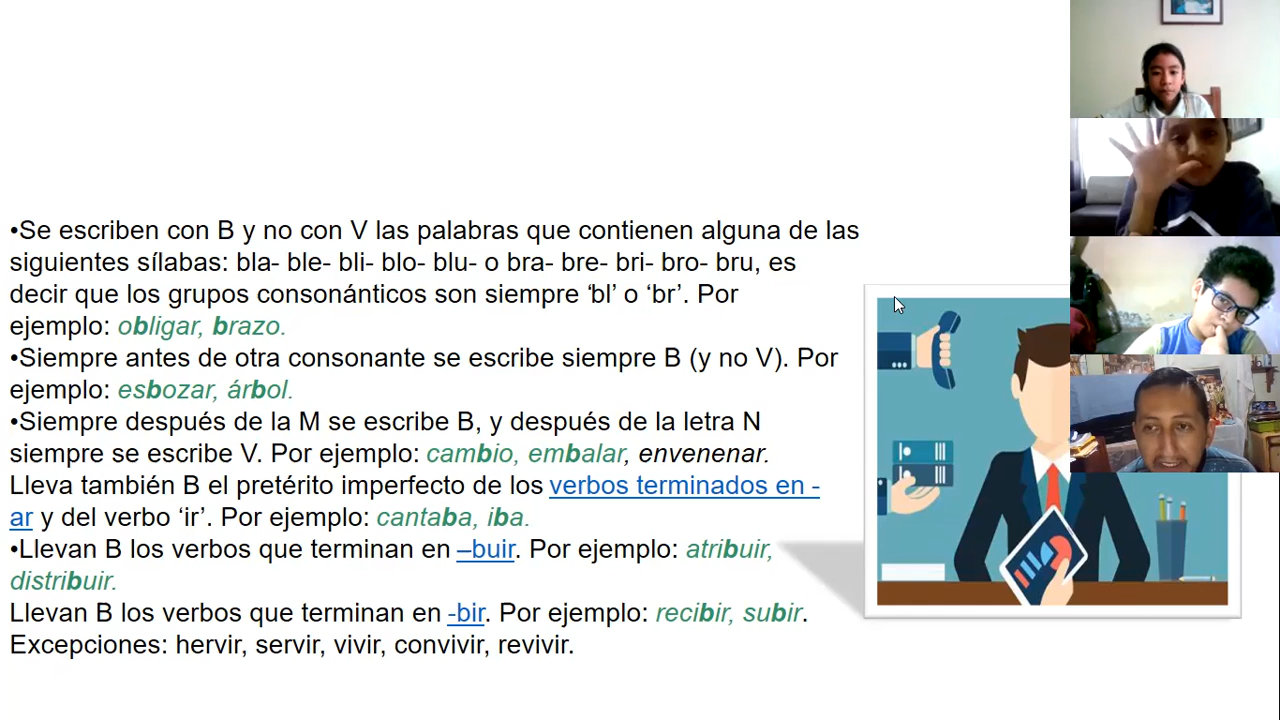 •Se escriben con B y no con V las palabras que contienen alguna de las
siguientes sílabas: bla- ble- bli- blo- blu- o bra- bre- bri- bro- bru, es
decir que los grupos consonánticos son siempre ‘bl’ o ‘br’. Por
ejemplo: obligar, brazo.
•Siempre antes de otra consonante se escribe siempre B (y no V). Por
ejemplo: esbozar, árbol.
•Siempre después de la M se escribe B, y después de la letra N
siempre se escribe V. Por ejemplo: cambio, embalar, envenenar.
Lleva también B el pretérito imperfecto de los verbos terminados en -
ar y del verbo ‘ir’. Por ejemplo: cantaba, iba.
•Llevan B los verbos que terminan en –buir. Por ejemplo: atribuir,
distribuir.
Llevan B los verbos que terminan en -bir. Por ejemplo: recibir, subir.
Excepciones: hervir, servir, vivir, convivir, revivir.